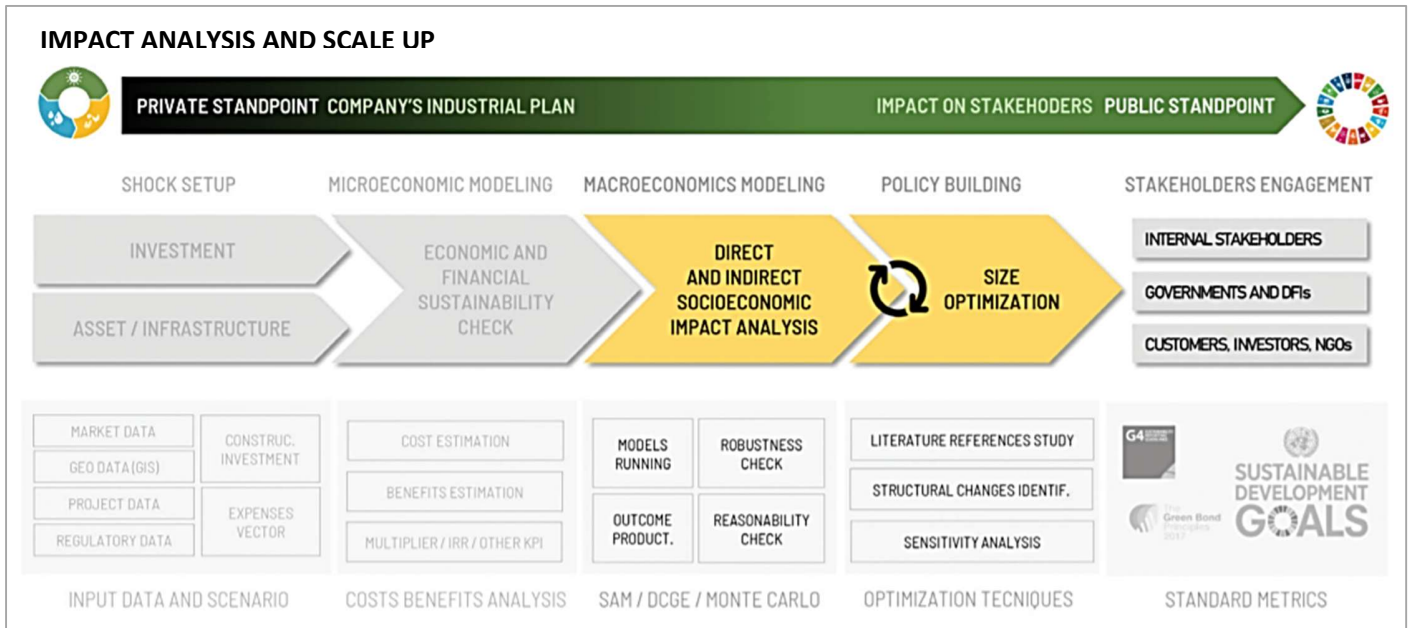 IMPACT ANALYSIS AND SCALE UP
PRIVATE STANDPOINT COMPANY'S INDUSTRIAL PLAN
IMPACT ON STAKEHODERS PUBLIC STANDPOINT
SHOCK SETUP
MICROECONOMIC MODELING
MACROECONOMICS MODELING
POLICY BUILDING
STAKEHOLDERS ENGAGEMENT
INVESTMENT
ASSET / INFRASTRUCTURE
ECONOMIC AND
FINANCIAL
SUSTAINABILITY
CHECK
DIRECT
AND INDIRECT
SOCIOECONOMIC
IMPACT ANALYSIS
SIZE
OPTIMIZATION
INTERNAL STAKEHOLDERS
GOVERNMENTS AND DFIs
CUSTOMERS, INVESTORS, NGOs
MARKET DATA
GEO DATA (GIS)
PROJECT DATA
REGULATORY DATA
CONSTRUC.
INVESTMENT
EXPENSES
VECTOR
COST ESTIMATION
BENEFITS ESTIMATION
MULTIPLIER / IRR / OTHER KPI
MODELS
RUNNING
ROBUSTNESS
CHECK
OUTCOME
PRODUCT.
REASONABILITY
CHECK
LITERATURE REFERENCES STUDY
STRUCTURAL CHANGES IDENTIF.
SENSITIVITY ANALYSIS
G4
The
Green Bond
Principles
2017
SUSTAINABLE
DEVELOPMENT
GOALS
INPUT DATA AND SCENARIO
COSTS BENEFITS ANALYSIS
SAM / DCGE / MONTE CARLO
OPTIMIZATION TECNIQUES
STANDARD METRICS